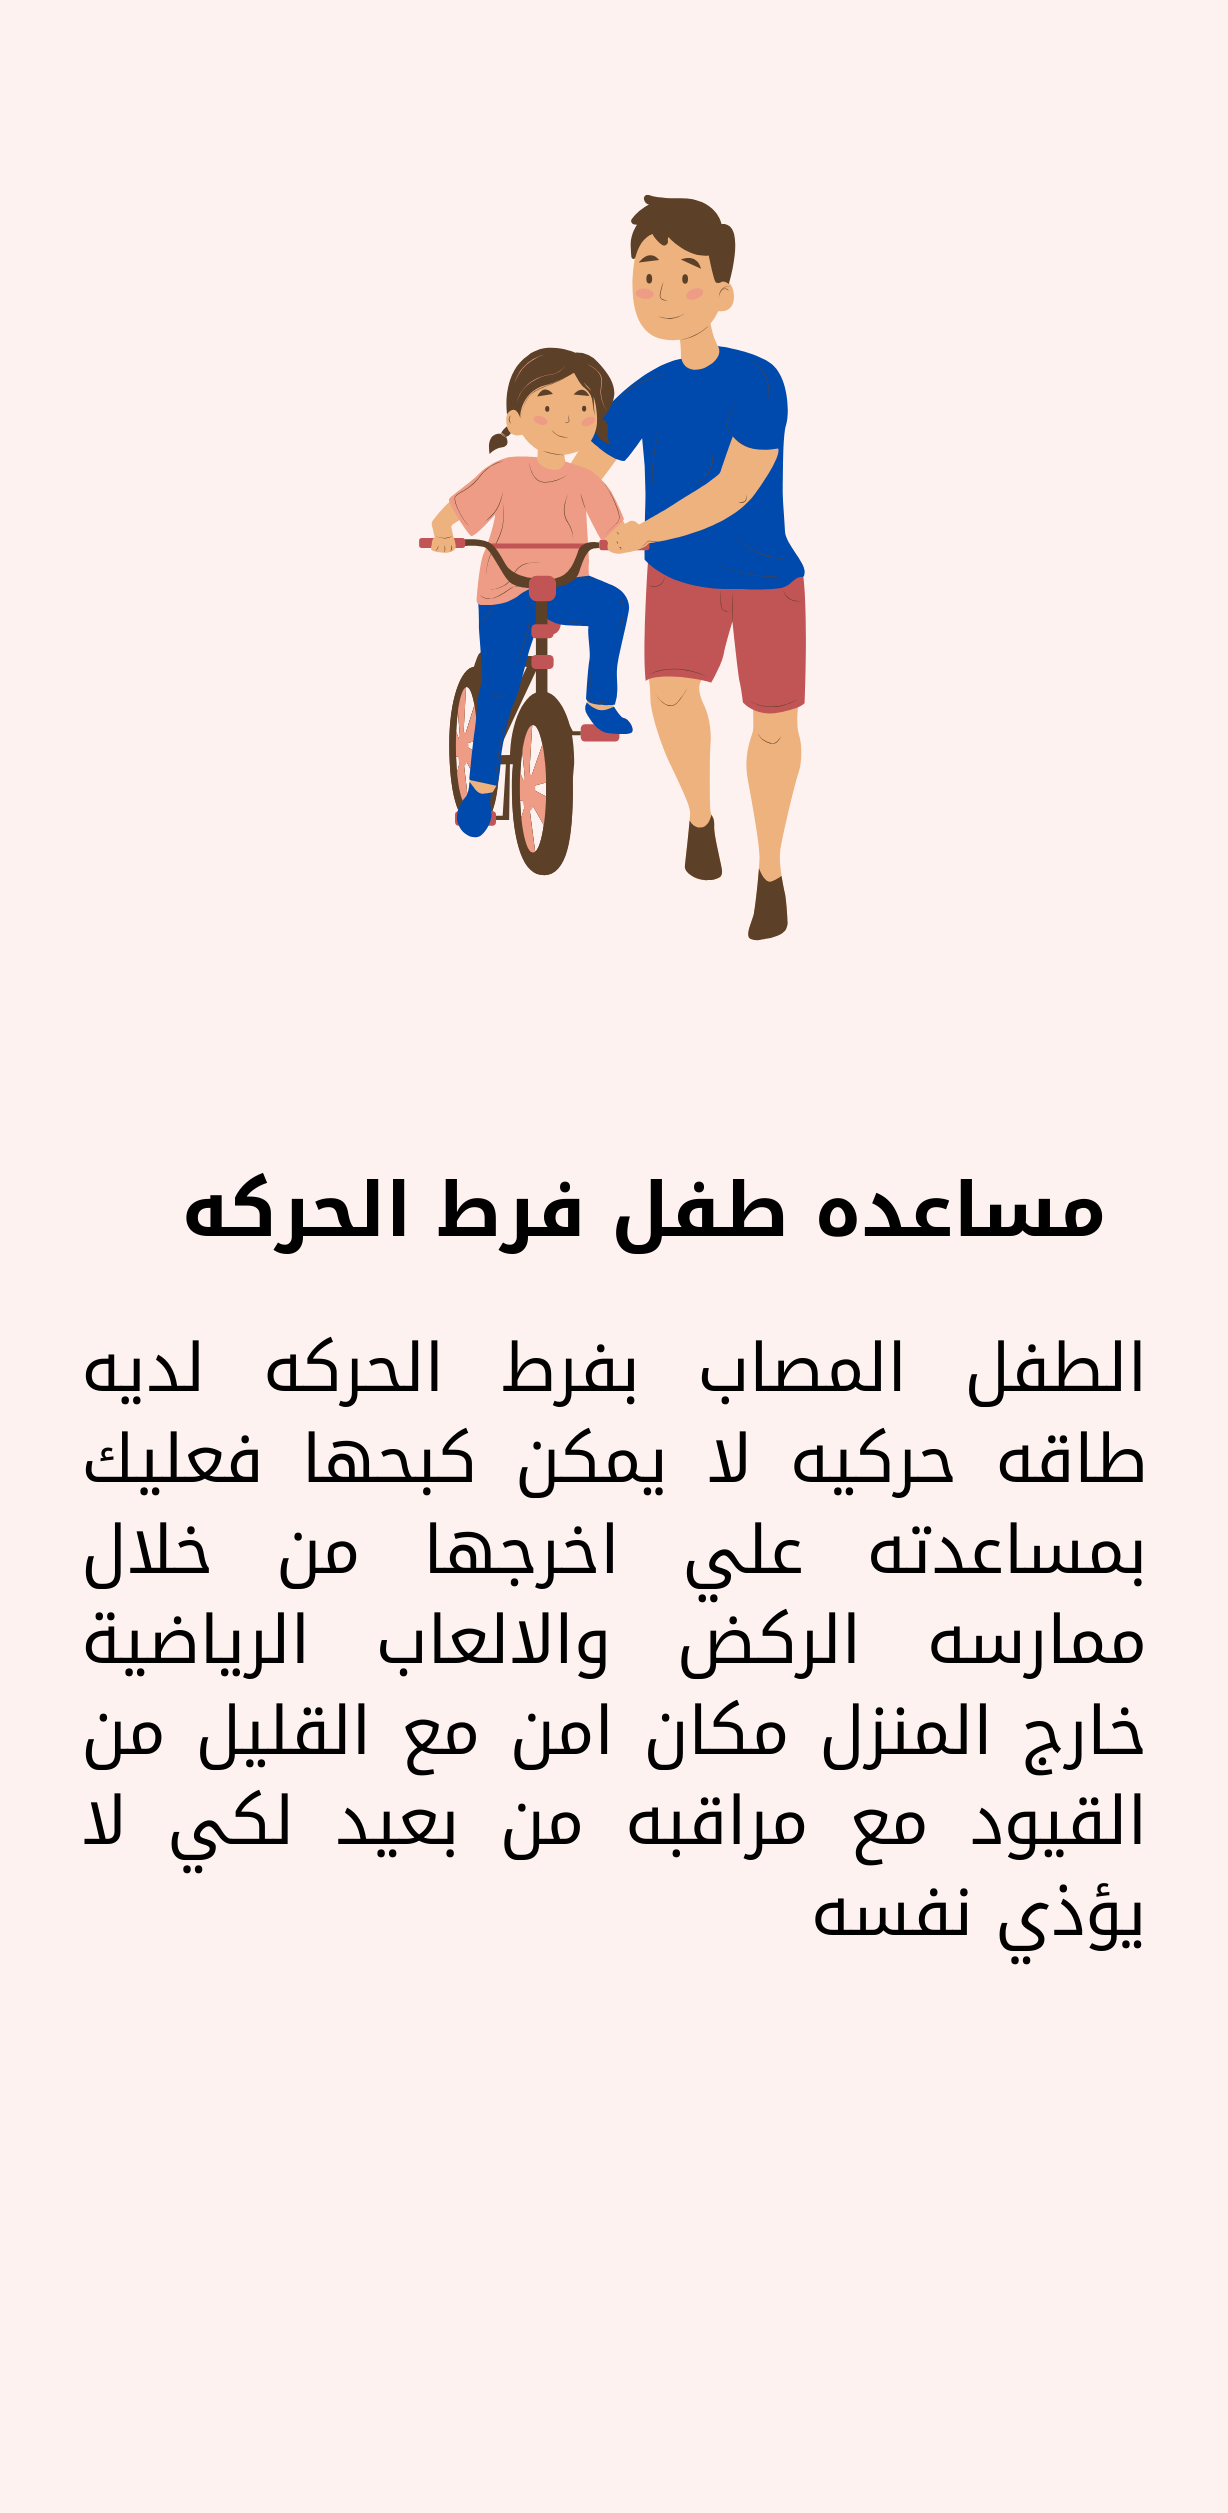 مساعده طفل فرط الحركه
الطفل المصاب بفرط الحركه لديه
طاقه حركيه لا يمكن كبحها فعليك
بمساعدته علي اخرجها من خلال
ممارسه الركض والالعاب الرياضية
خارج المنزل مكان امن مع القليل من
القيود مع مراقبه من بعيد لكي لا
يؤذي نفسه